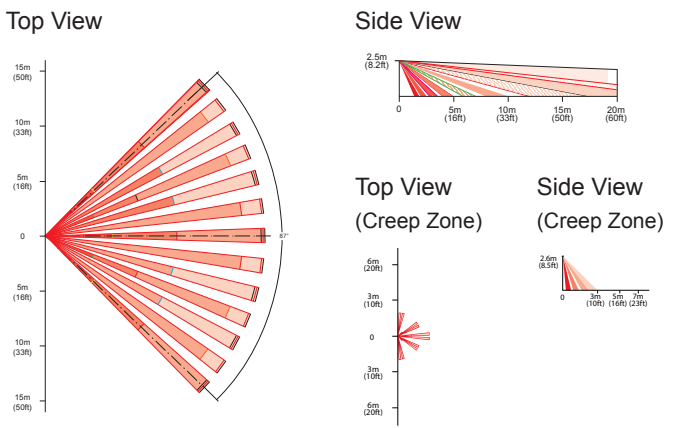 Top View
15m
(50ft)
10m
(33ft)
5m
(16ft)
0
5m
(16ft)
10m
(33ft)
15m
(50ft)
87°
Side View
2.5m
(8.2ft)
0
5m
(16ft)
10m
(33ft)
15m
(50ft)
20m
(60ft)
Top View
(Creep Zone)
6m
(20ft)
3m
(10ft)
0
3m
(10ft)
6m
(20ft)
Side View
(Creep Zone)
2.6m
(8.5ft)
0
3m
(10ft)
5m
(16ft)
7m
(23ft)